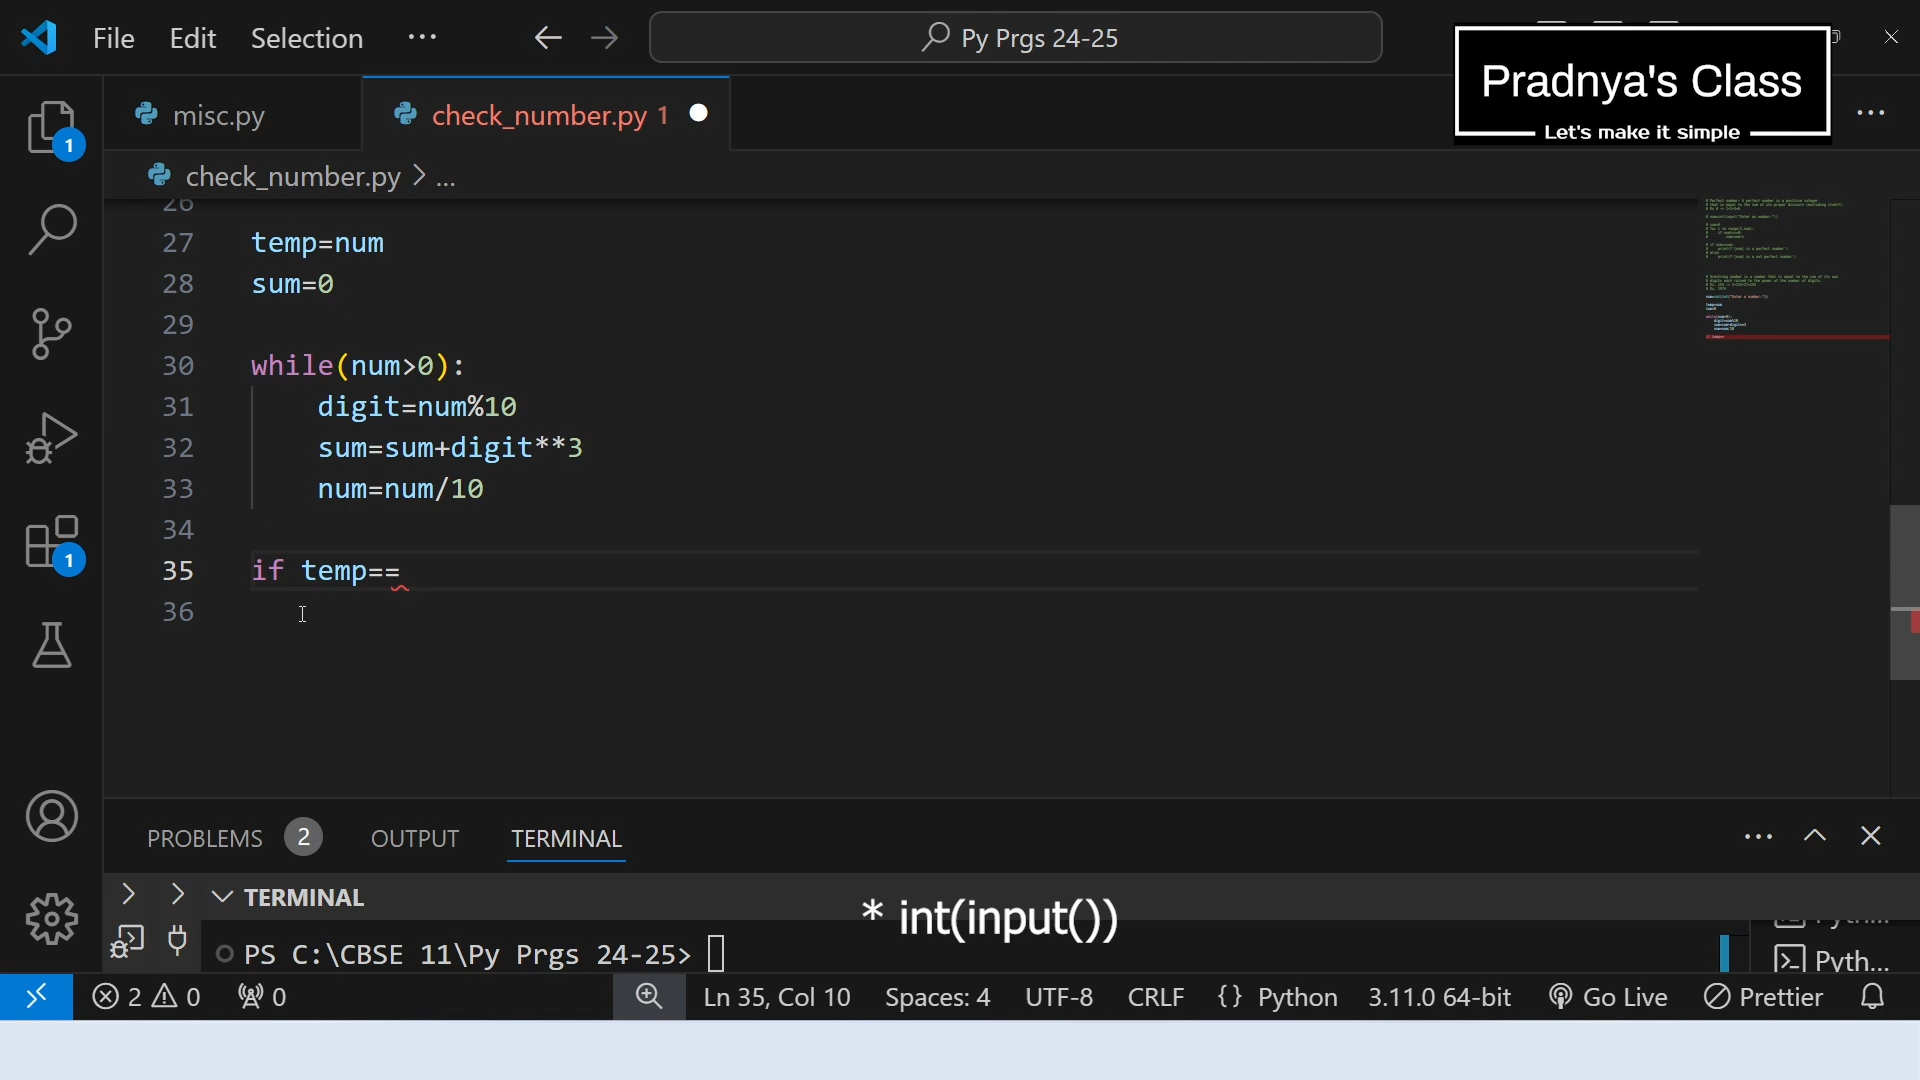 File Edit Selection ... Py Prgs 24-25
Pradnya's Class
Let's make it simple
misc.py check_number.py 1
check_number.py > ...
26
27 temp=num
28 sum=0
29
30 while(num>0):
31 digit=num%10
32 sum=sum+digit**3
33 num=num/10
34
35 if temp==
36
PROBLEMS 2 OUTPUT TERMINAL
TERMINAL
* int(input())
PS C:\CBSE 11\Py Prgs 24-25>
Pyth...
2 0 0 Ln 35, Col 10 Spaces: 4 UTF-8 CRLF {} Python 3.11.0 64-bit Go Live Prettier
1
1